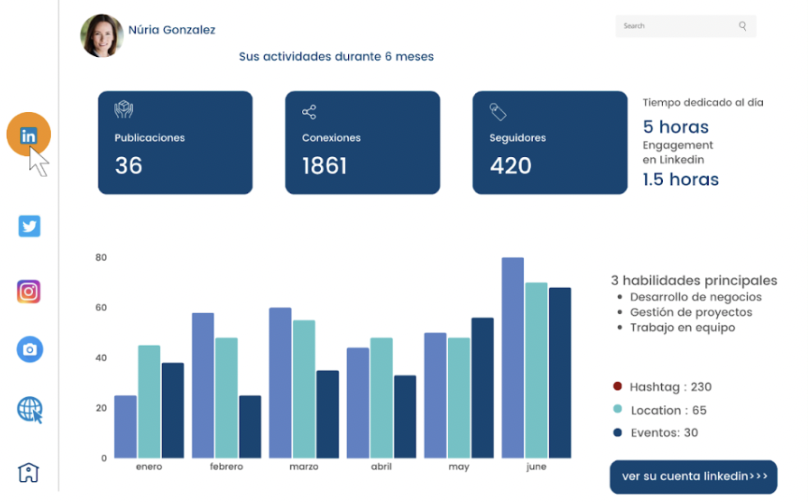 Núria Gonzalez
Search
Sus actividades durante 6 meses
Publicaciones
36
Conexiones
1861
Seguidores
420
Tiempo dedicado al día
5 horas
Engagement
en Linkedin
1.5 horas
in
80
60
40
20
0
enero
febrero
marzo
abril
may
june
3 habilidades principales
• Desarrollo de negocios
• Gestión de proyectos
• Trabajo en equipo
Hashtag : 230
Location : 65
Eventos: 30
ver su cuenta linkedin>>>